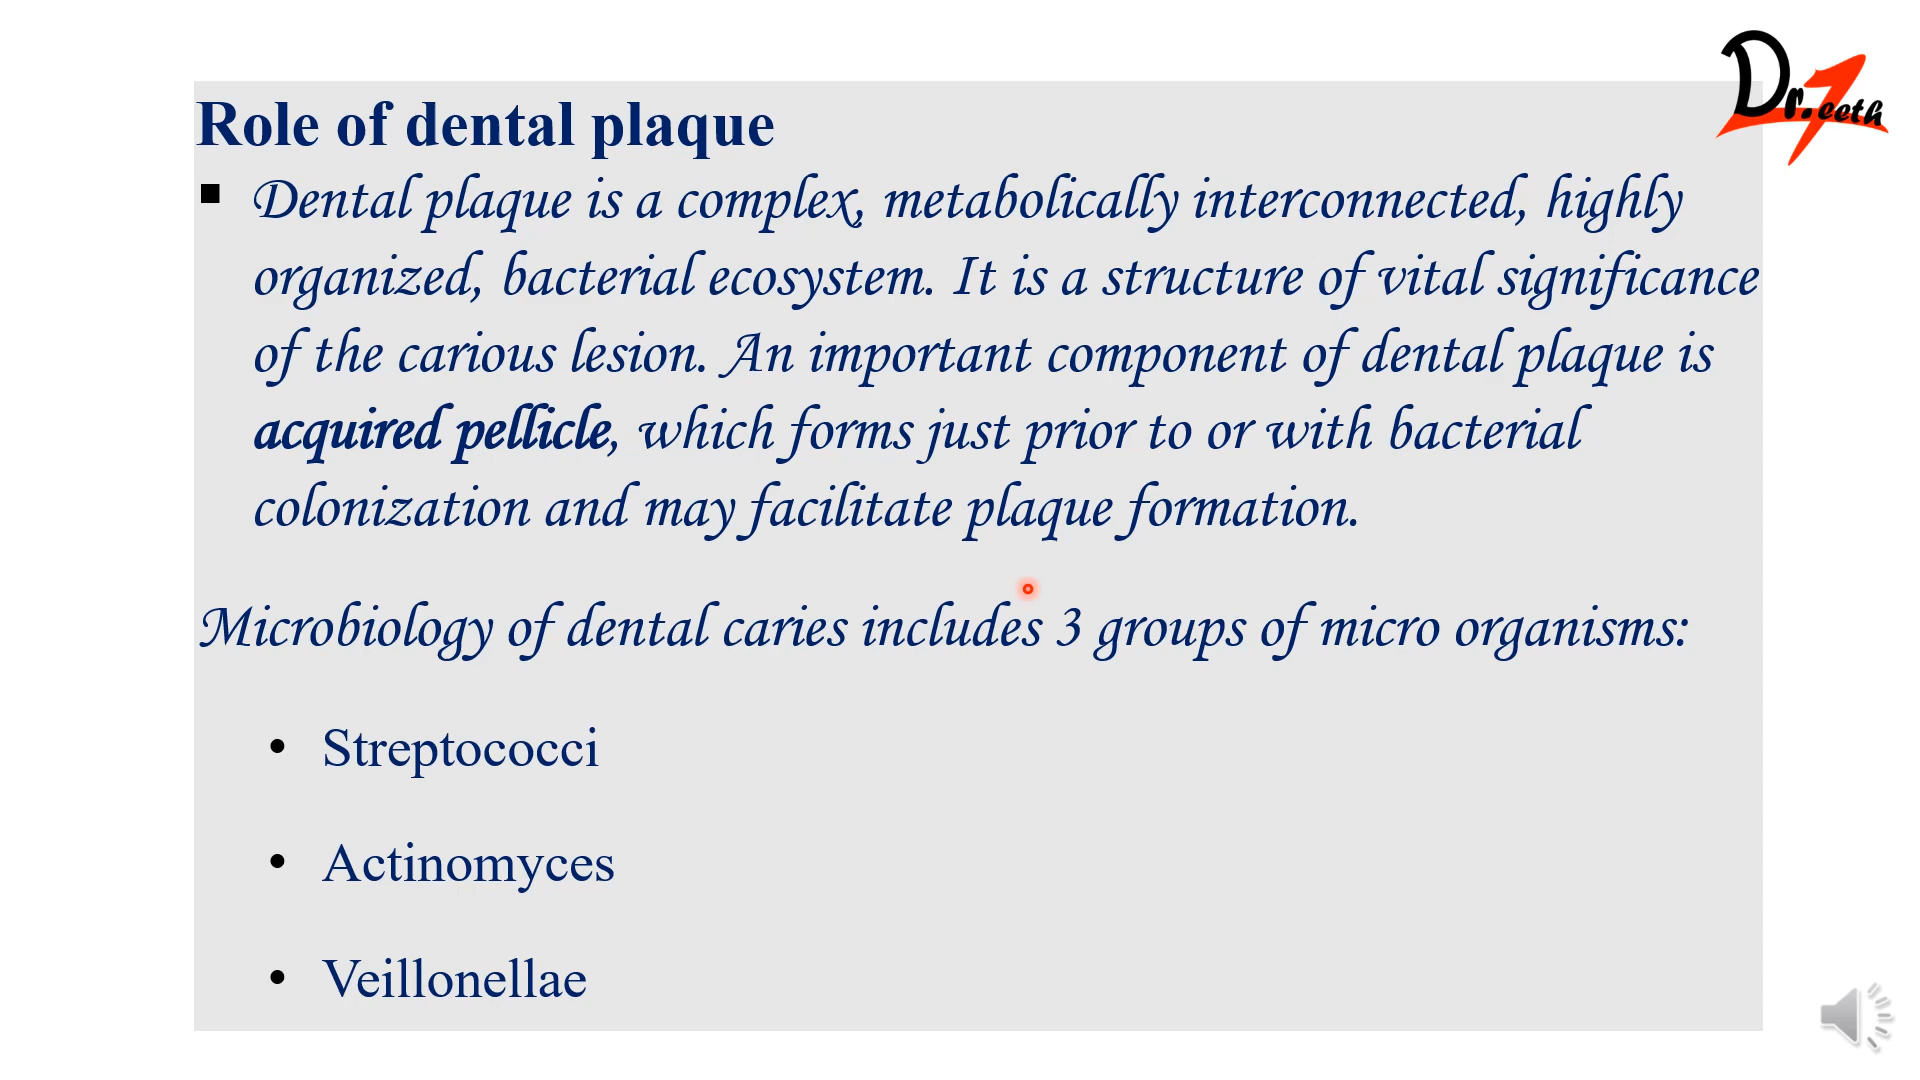 Dr.eeth
Role of dental plaque
▪ Dental plaque is a complex, metabolically interconnected, highly
organized, bacterial ecosystem. It is a structure of vital significance
of the carious lesion. An important component of dental plaque is
acquired pellicle, which forms just prior to or with bacterial
colonization and may facilitate plaque formation.
Microbiology of dental caries includes 3 groups of micro organisms:
• Streptococci
• Actinomyces
• Veillonellae